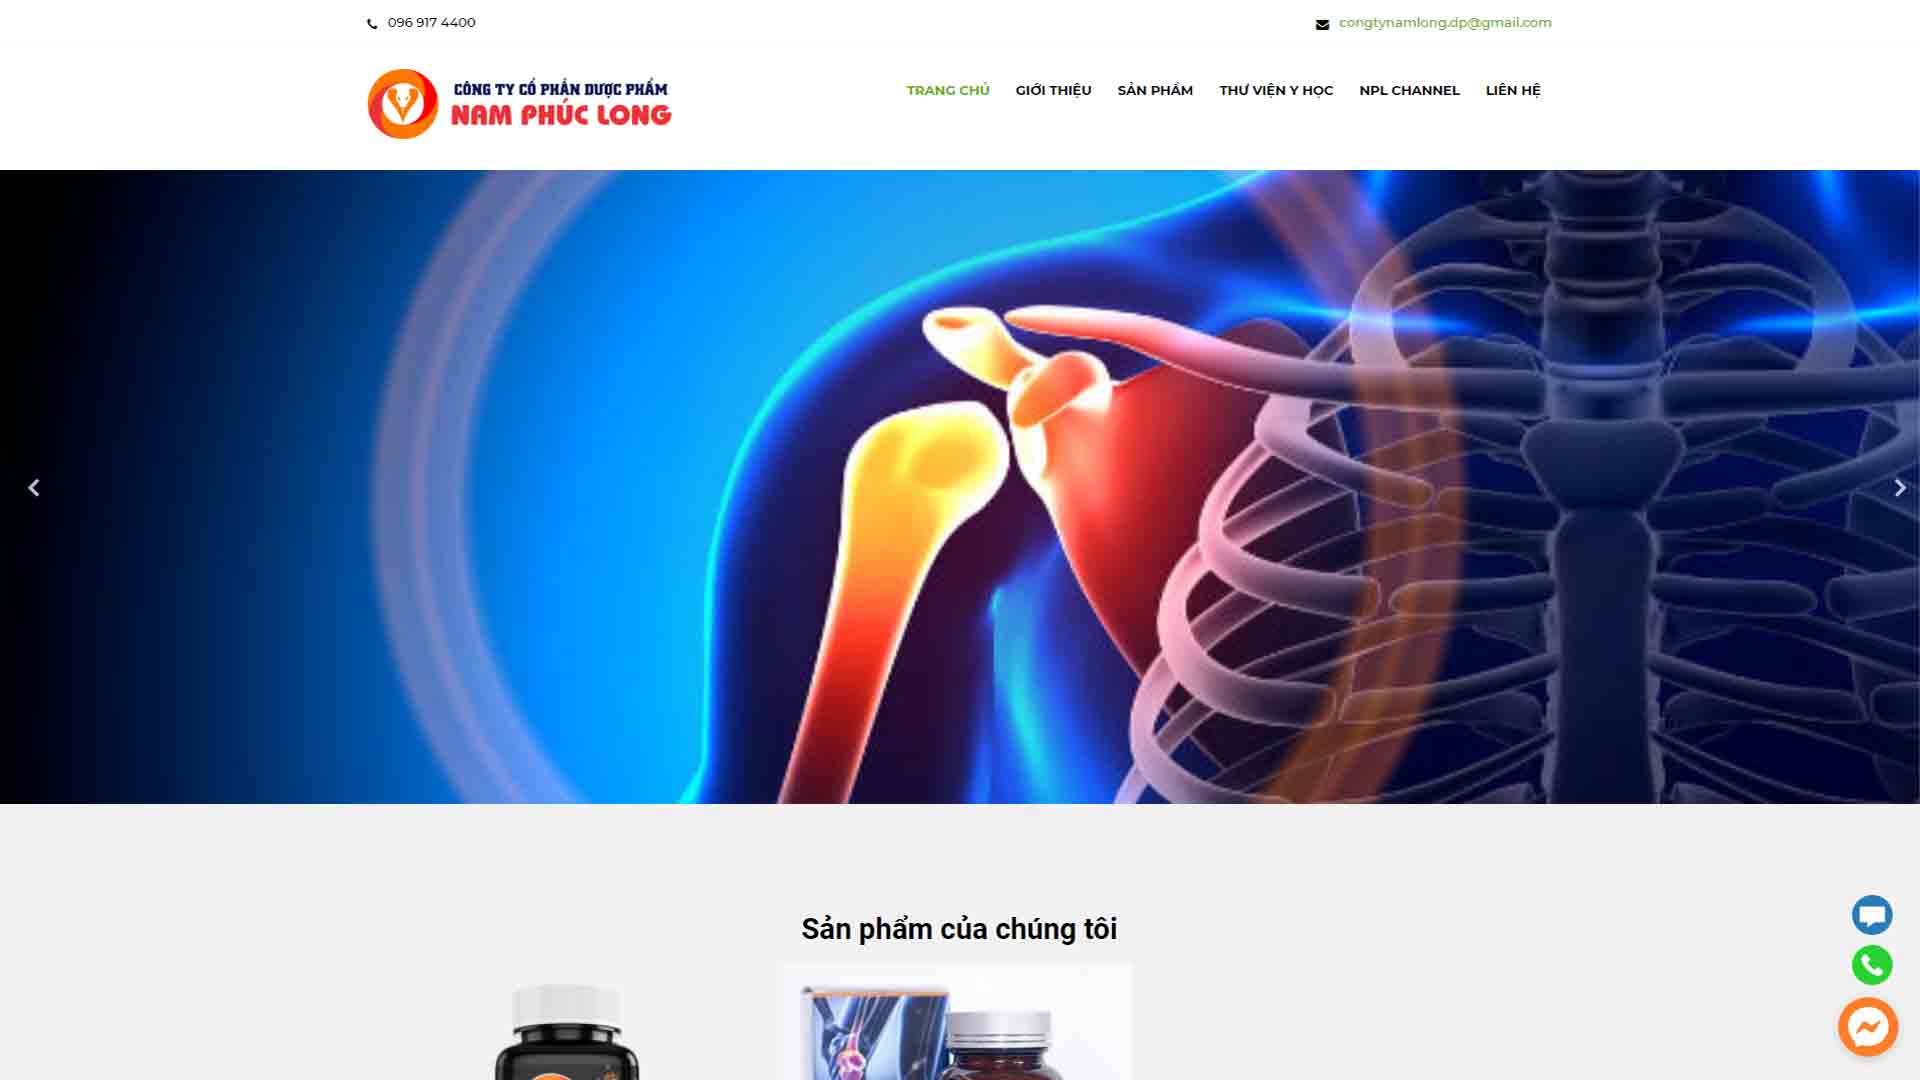 096 917 4400
congtynamlong.dp@gmail.com
CÔNG TY CỔ PHẦN DƯỢC PHẨM
NAM PHÚC LONG
TRANG CHỦ
GIỚI THIỆU
SẢN PHẨM
THƯ VIỆN Y HỌC
NPL CHANNEL
LIÊN HỆ
Sản phẩm của chúng tôi